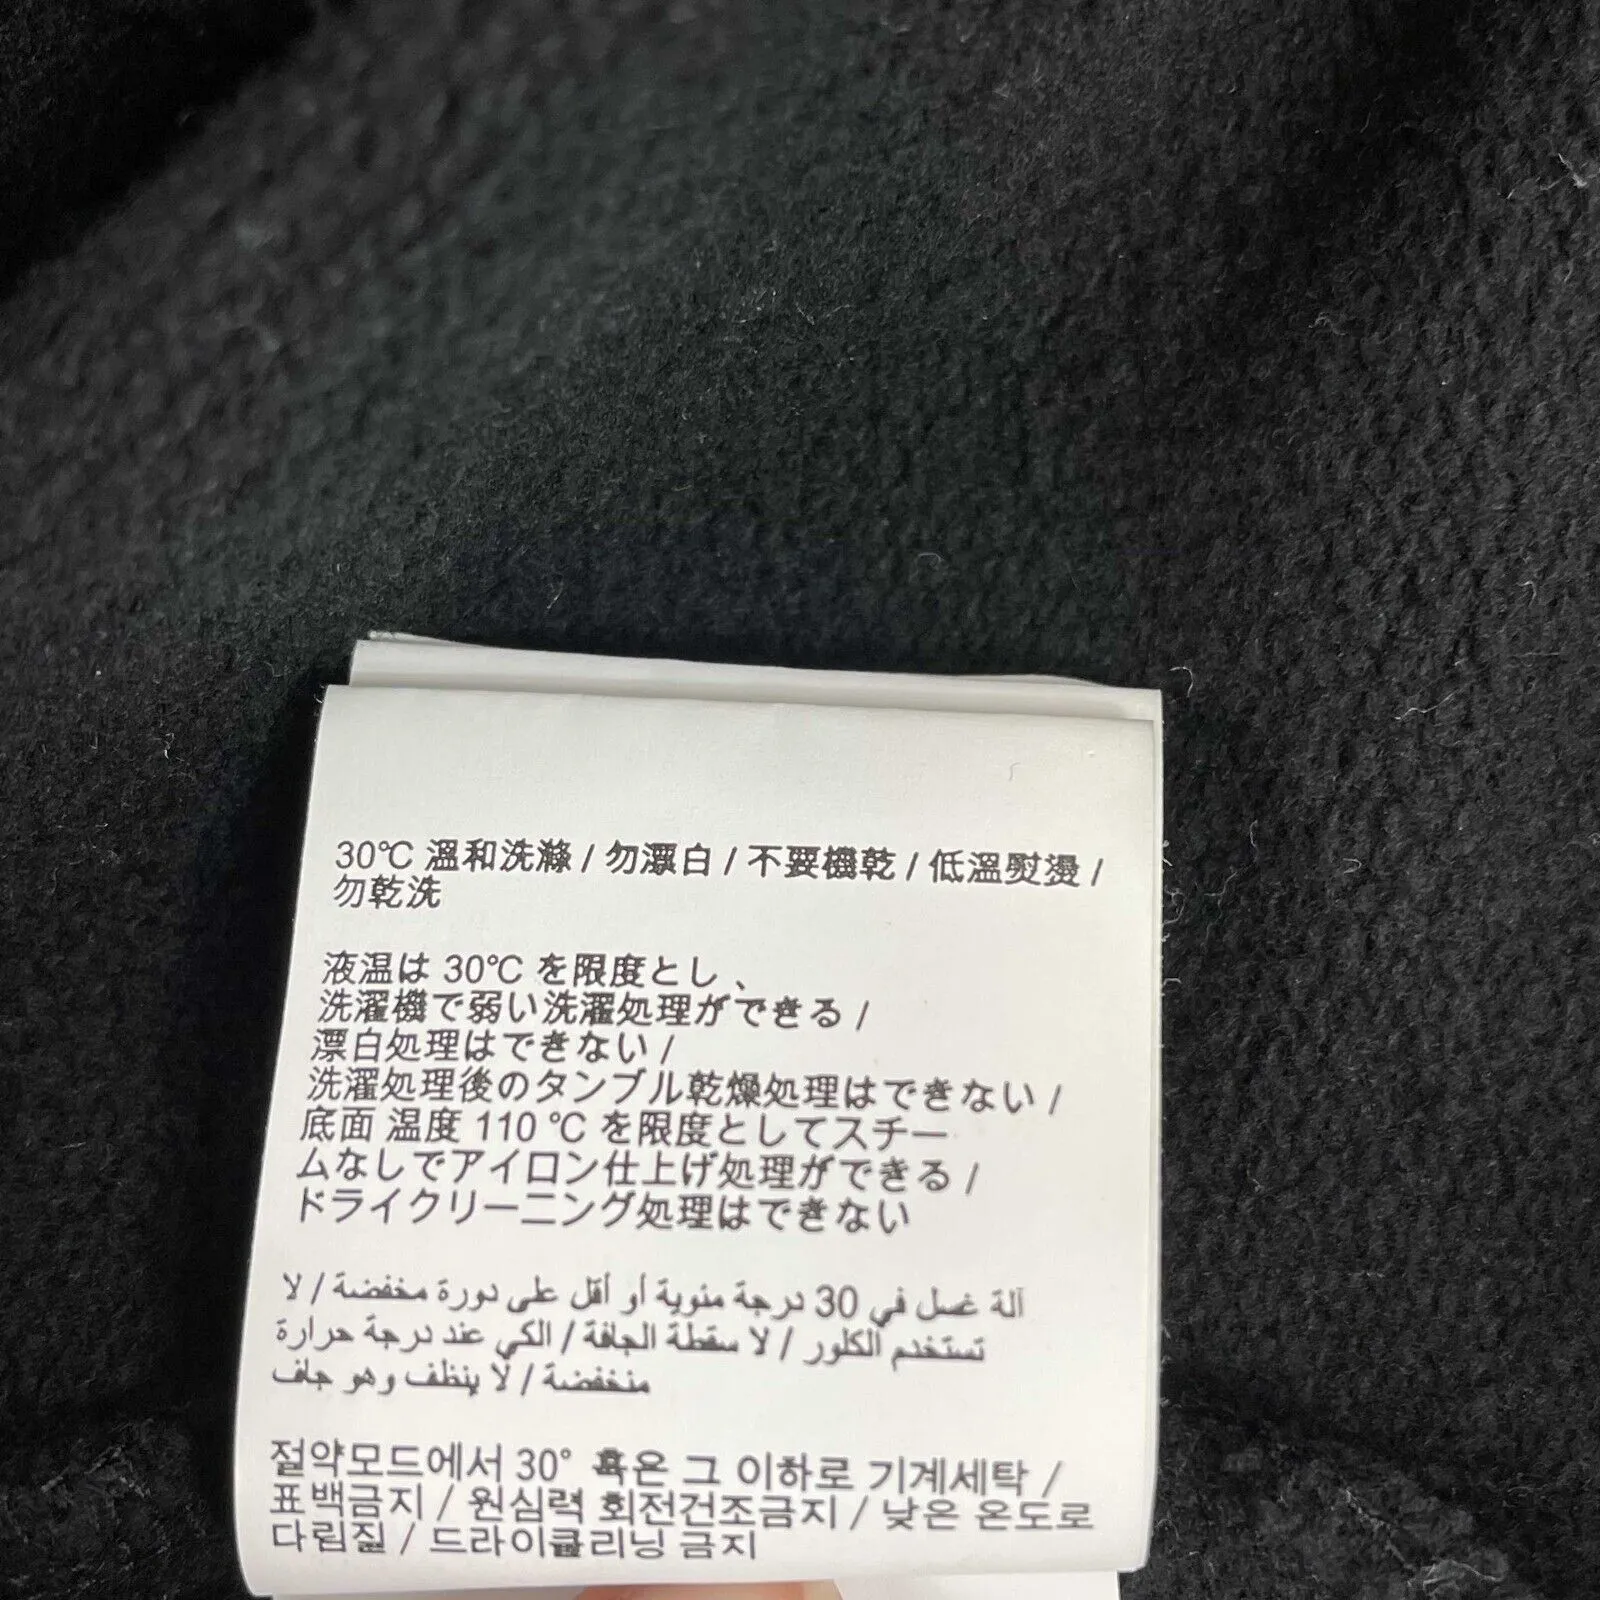 30℃ 溫和洗滌 / 勿漂白 / 不要機乾 / 低溫熨燙 /
勿乾洗
液温は 30℃ を限度とし 、
洗濯機で弱い洗濯処理ができる /
漂白処理はできない /
洗濯処理後のタンブル乾燥処理はできない /
底面 温度 110 ℃ を限度としてスチー
ムなしでアイロン仕上げ処理ができる /
ドライクリーニング処理はできない
آلة غسل في 30 درجة مئوية أو أقل على دورة مخفضة / لا
تستخدم الكلور / لا سقطة الجافة / الكي عند درجة حرارة
منخفضة / لا ينظف وهو جاف
절약모드에서 30° 혹은 그 이하로 기계세탁 /
표백금지 / 원심력 회전건조금지 / 낮은 온도로
다림질 / 드라이클리닝 금지